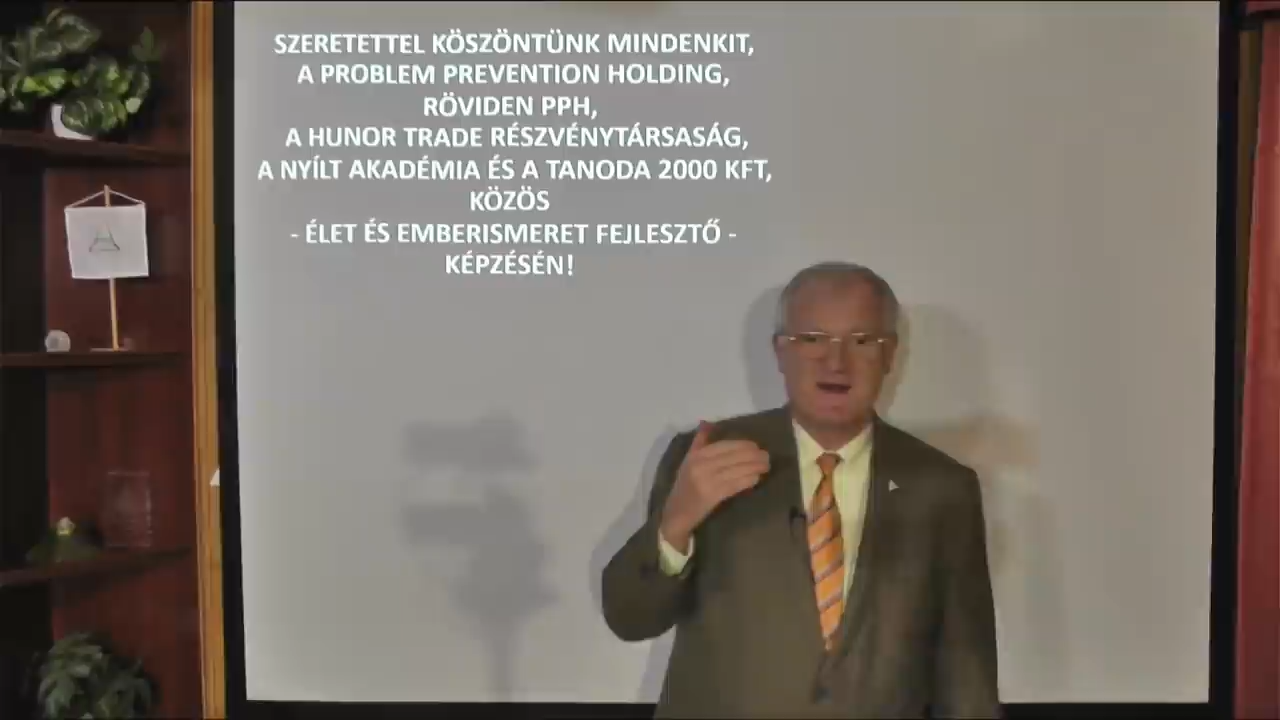 SZERETETTEL KÖSZÖNTÜNK MINDENKIT,
A PROBLEM PREVENTION HOLDING,
RÖVIDEN PPH,
A HUNOR TRADE RÉSZVÉNYTÁRSASÁG,
A NYÍLT AKADÉMIA ÉS A TANODA 2000 KFT,
KÖZÖS
- ÉLET ÉS EMBERISMERET FEJLESZTŐ -
KÉPZÉSÉN!